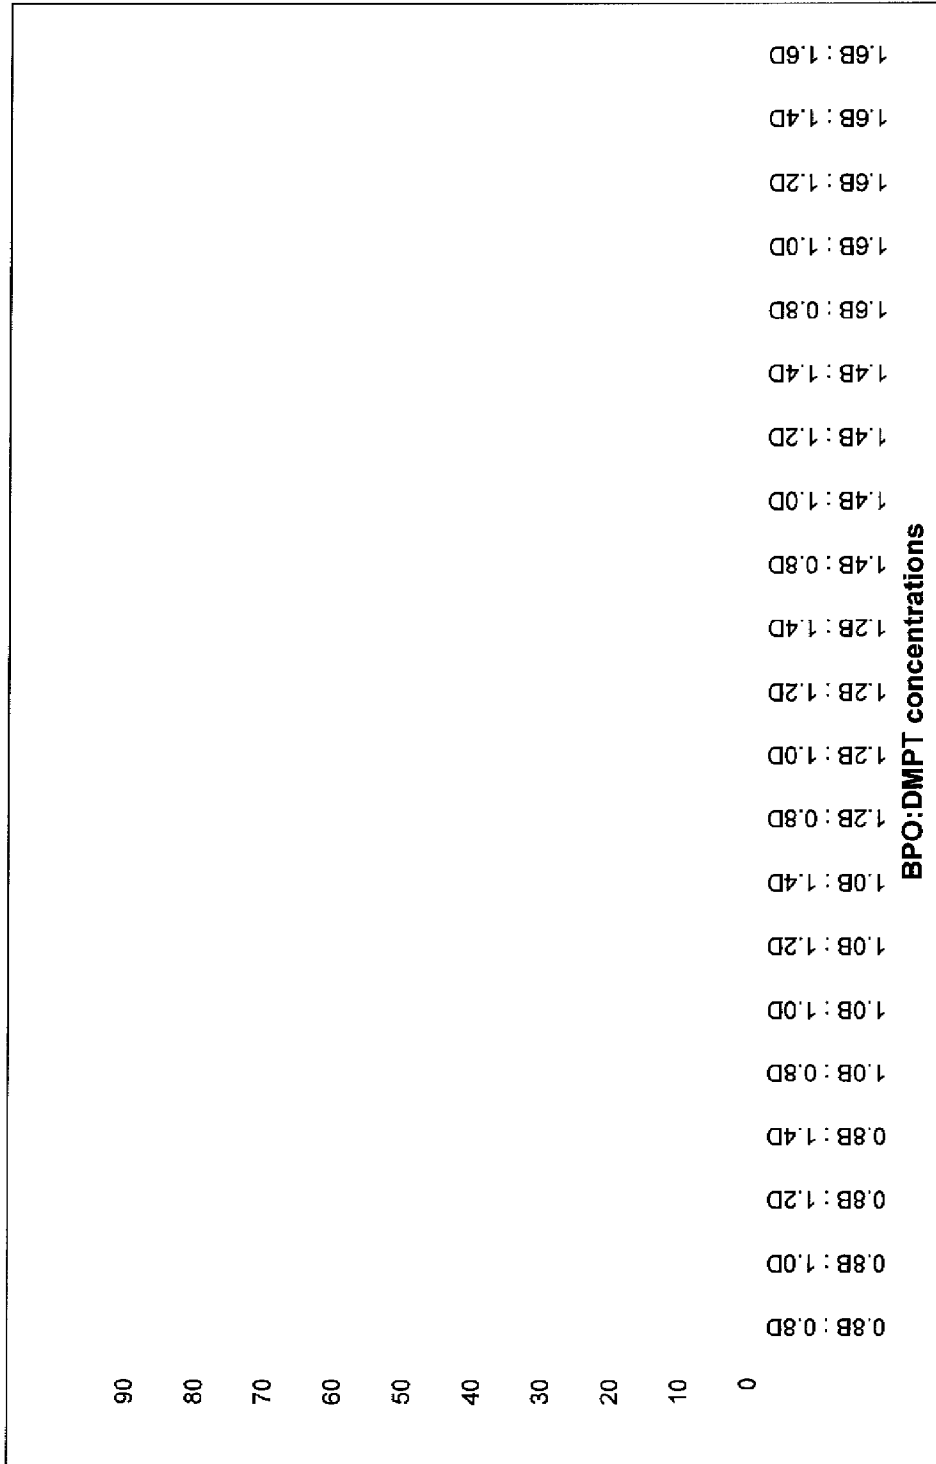 90
80
70
60
50
40
30
20
10
0
0.8B : 0.8D
0.8B : 1.0D
0.8B : 1.2D
0.8B : 1.4D
1.0B : 0.8D
1.0B : 1.0D
1.0B : 1.2D
1.0B : 1.4D
1.2B : 0.8D
1.2B : 1.0D
1.2B : 1.2D
1.2B : 1.4D
1.4B : 0.8D
1.4B : 1.0D
1.4B : 1.2D
1.4B : 1.4D
1.6B : 0.8D
1.6B : 1.0D
1.6B : 1.2D
1.6B : 1.4D
1.6B : 1.6D
BPO:DMPT concentrations